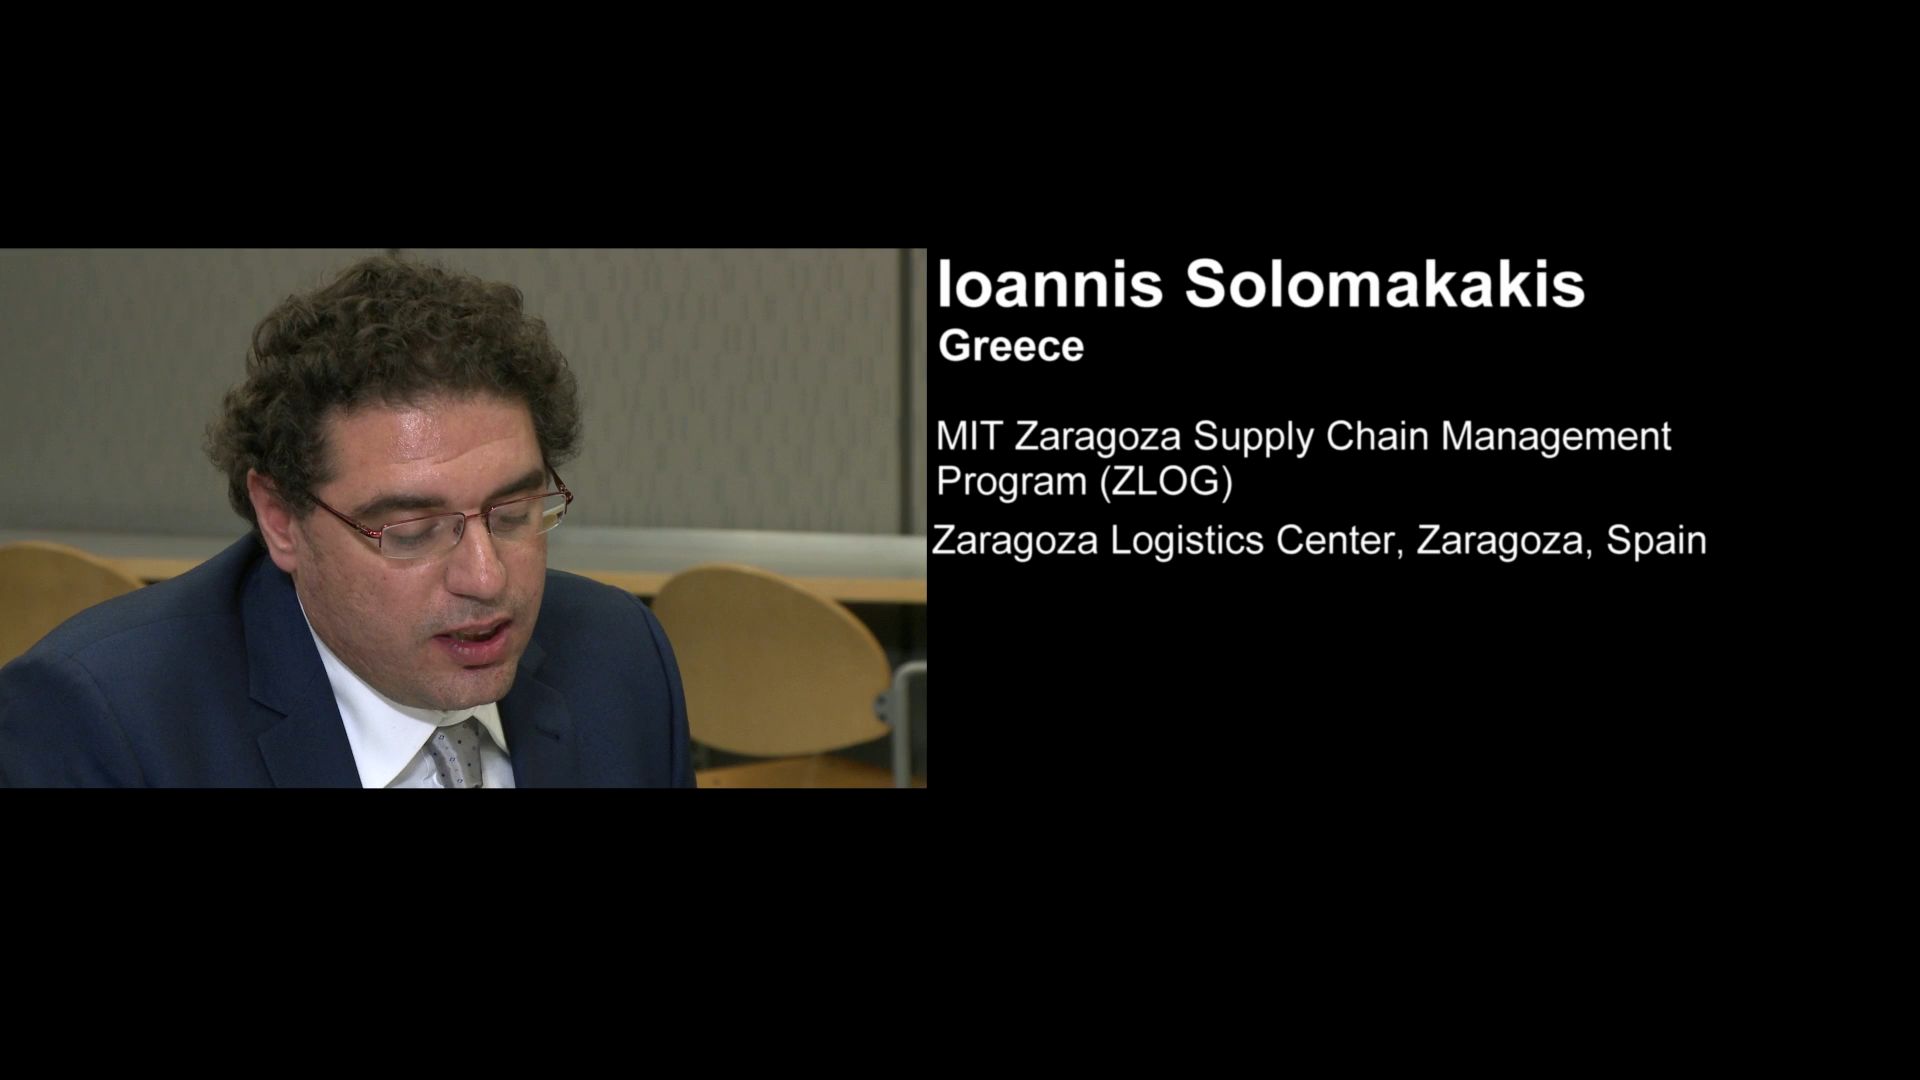 Ioannis Solomakakis
Greece
MIT Zaragoza Supply Chain Management
Program (ZLOG)
Zaragoza Logistics Center, Zaragoza, Spain